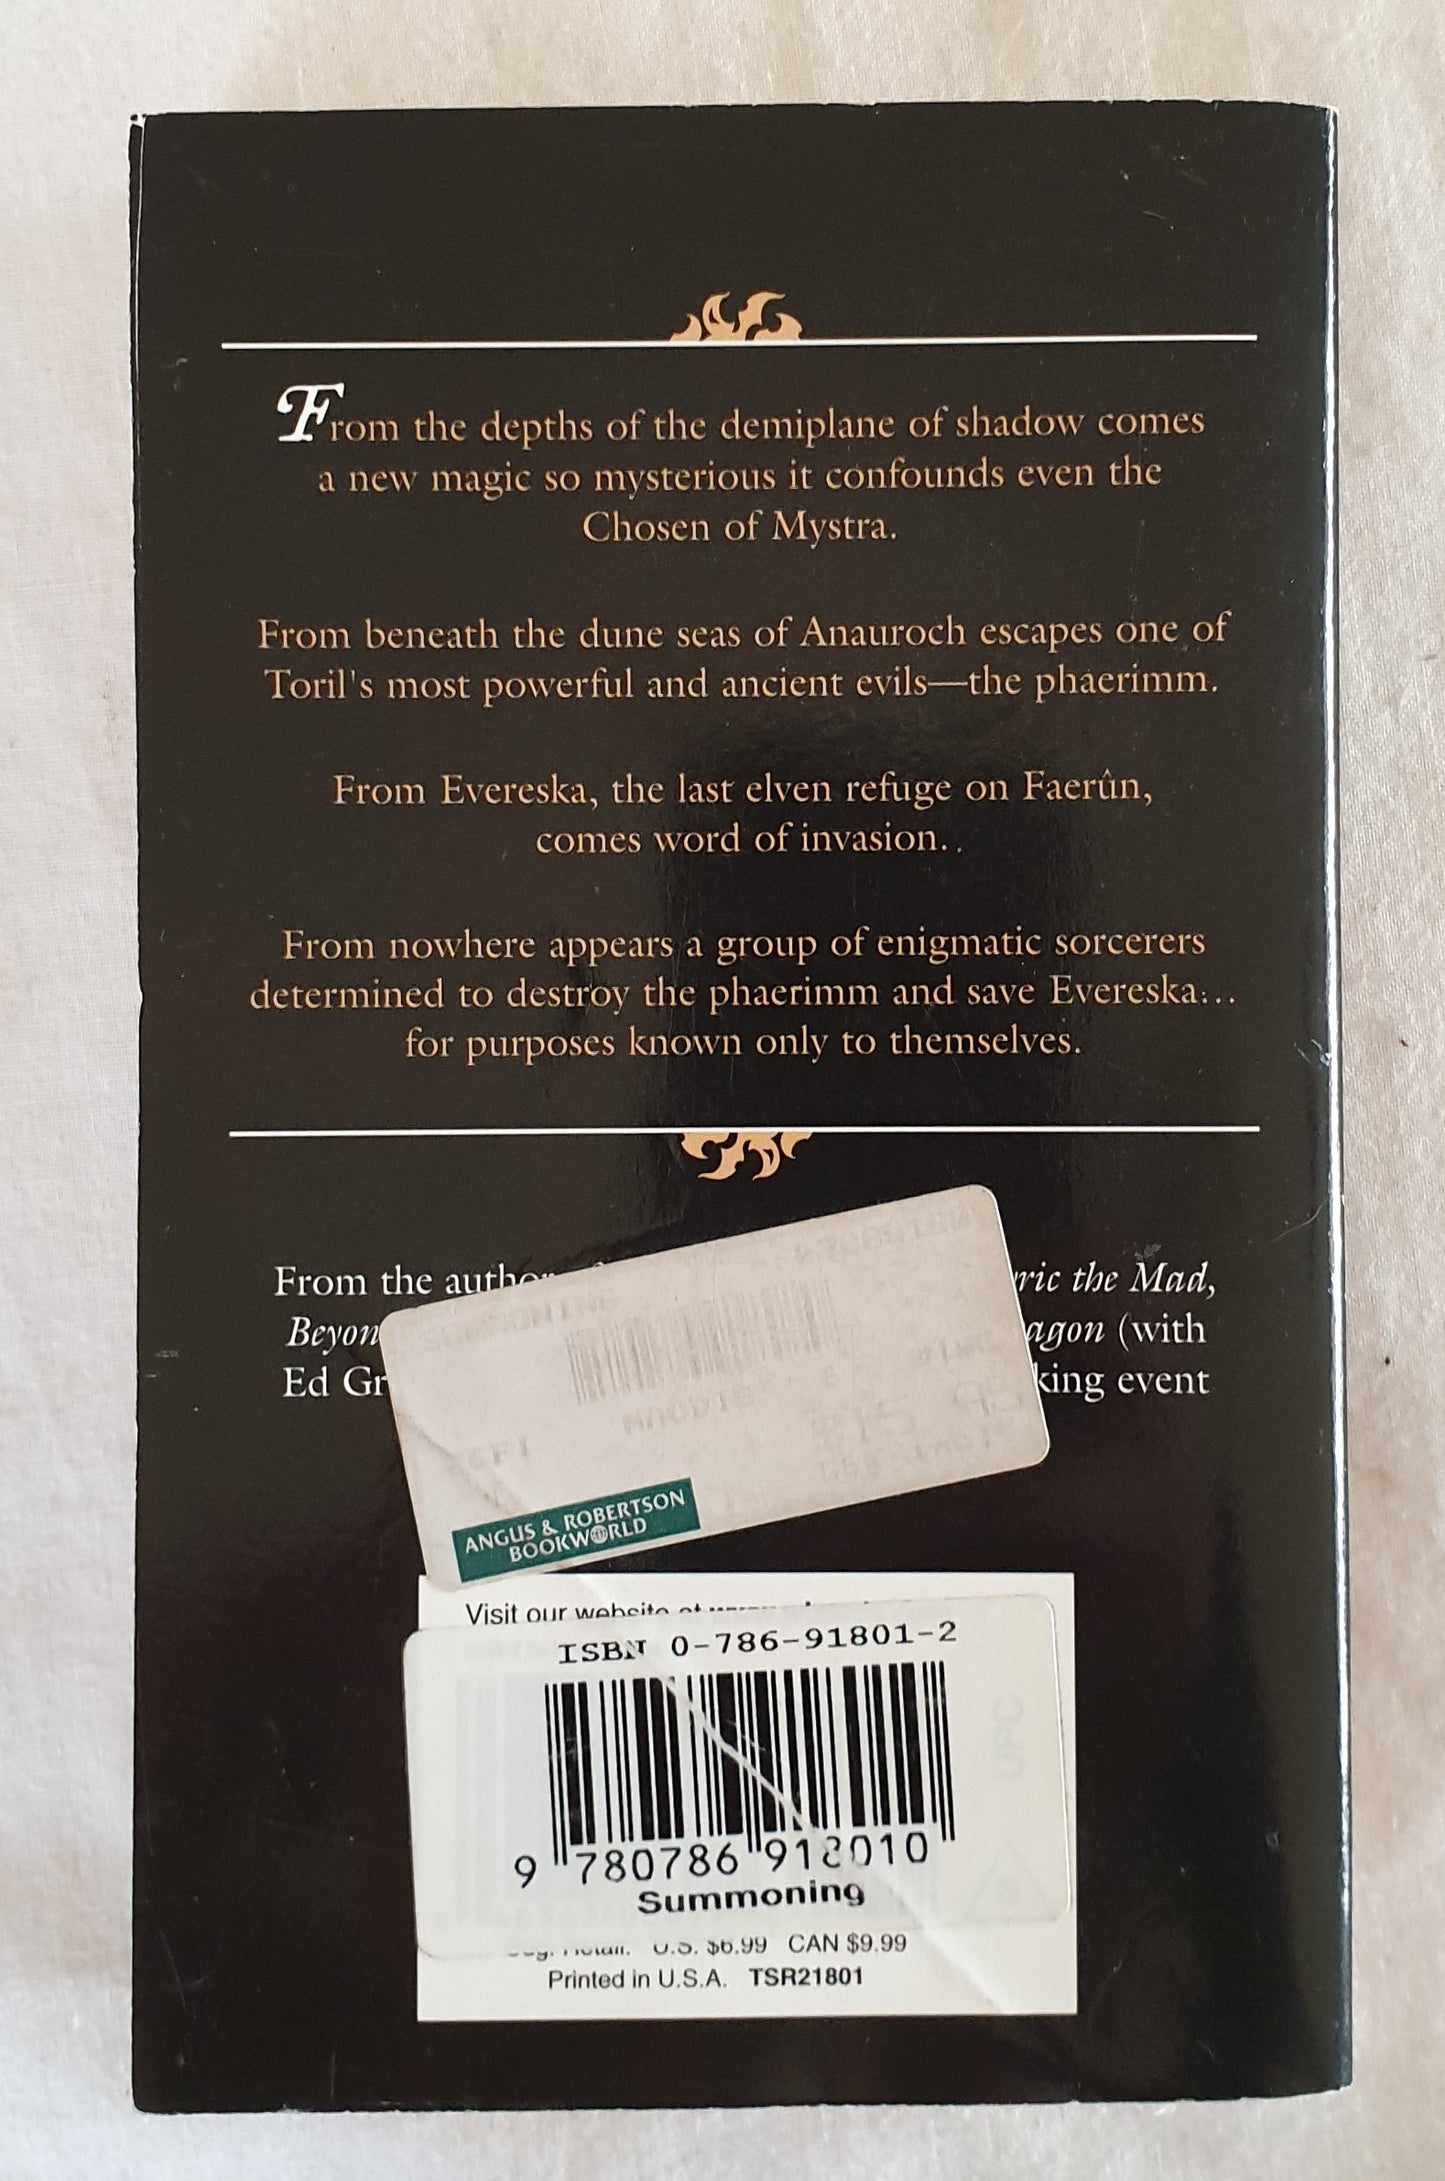 From the depths of the demiplane of shadow comes
a new magic so mysterious it confounds even the
Chosen of Mystra.
From beneath the dune seas of Anauroch escapes one of
Toril's most powerful and ancient evils—the phaerimm.
From Evereska, the last elven refuge on Faerûn,
comes word of invasion. .
From nowhere appears a group of enigmatic sorcerers
determined to destroy the phaerimm and save Evereska...
for purposes known only to themselves.
From the author ric the Mad,
Beyon agon (with
Ed Gr king event
ANGUS & ROBERTSON
BOOKWORLD
Visit our website at
ISBN 0-786-91801-2
UPC
9 780786 918010
Summoning
U.S. $6.99 CAN $9.99
Printed in U.S.A. TSR21801